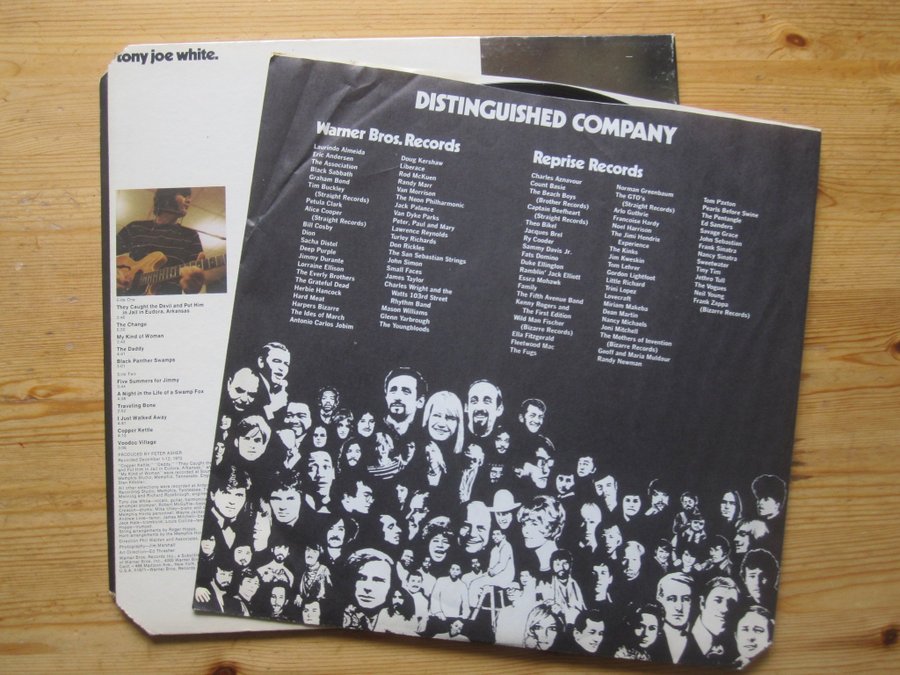 tony joe white.
Side One
They Caught the Devil and Put Him
in Jail in Eudora, Arkansas
The Change
My Kind of Woman
The Daddy
Black Panther Swamps
Side Two
Five Summers for Jimmy
A Night in the Life of a Swamp Fox
Traveling Bone
I Just Walked Away
Copper Kettle
Voodoo Village
PRODUCED BY PETER ASHER
DISTINGUISHED COMPANY
Warner Bros. Records
Laurindo Almeida
Eric Andersen
The Association
Black Sabbath
Graham Bond
Tim Buckley
(Straight Records)
Petula Clark
Alice Cooper
(Straight Records)
Bill Cosby
Dion
Sacha Distel
Deep Purple
Jimmy Durante
Lorraine Ellison
The Everly Brothers
The Grateful Dead
Herbie Hancock
Hard Meat
Harpers Bizarre
The Ides of March
Antonio Carlos Jobim
Doug Kershaw
Liberace
Rod McKuen
Randy Marr
Van Morrison
The Neon Philharmonic
Jack Palance
Van Dyke Parks
Peter, Paul and Mary
Lawrence Reynolds
Turley Richards
Don Rickles
The San Sebastian Strings
John Simon
Small Faces
James Taylor
Charles Wright and the
Watts 103rd Street
Rhythm Band
Mason Williams
Glenn Yarbrough
The Youngbloods
Reprise Records
Charles Aznavour
Count Basie
The Beach Boys
(Brother Records)
Captain Beefheart
(Straight Records)
Theo Bikel
Jacques Brel
Ry Cooder
Sammy Davis Jr.
Fats Domino
Duke Ellington
Ramblin' Jack Elliott
Essra Mohawk
Family
The Fifth Avenue Band
Kenny Rogers and
The First Edition
Wild Man Fischer
(Bizarre Records)
Ella Fitzgerald
Fleetwood Mac
The Fugs
Norman Greenbaum
The GTO's
(Straight Records)
Arlo Guthrie
Francoise Hardy
Noel Harrison
The Jimi Hendrix
Experience
The Kinks
Jim Kweskin
Tom Lehrer
Gordon Lightfoot
Little Richard
Trini Lopez
Lovecraft
Miriam Makeba
Dean Martin
Nancy Michaels
Joni Mitchell
The Mothers of Invention
(Bizarre Records)
Geoff and Maria Muldaur
Randy Newman
Tom Paxton
Pearls Before Swine
The Pentangle
Ed Sanders
Savage Grace
John Sebastian
Frank Sinatra
Nancy Sinatra
Sweetwater
Tiny Tim
Jethro Tull
The Vogues
Neil Young
Frank Zappa
(Bizarre Records)